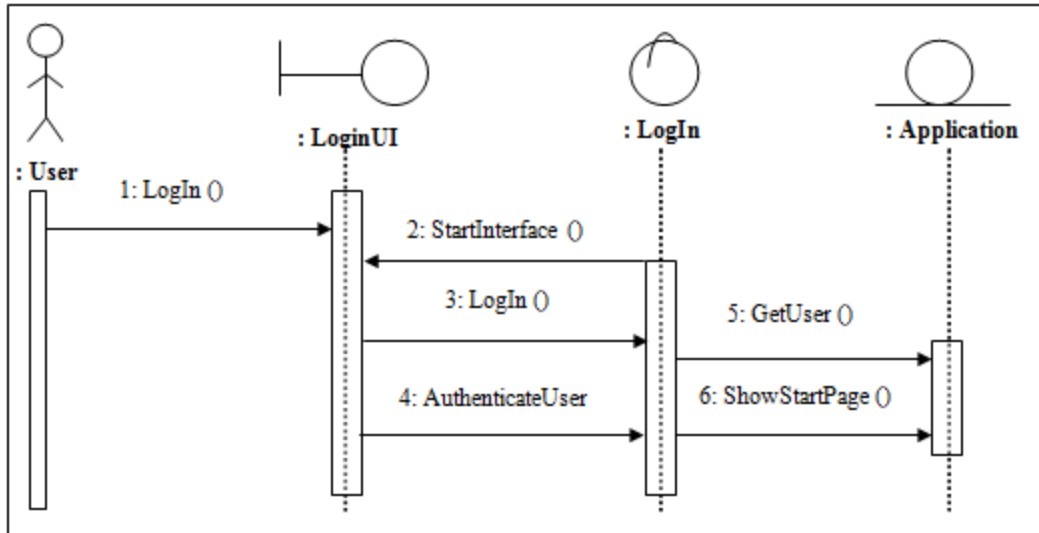 : LoginUI
: LogIn
: Application
: User
1: LogIn ()
2: StartInterface ()
3: LogIn ()
5: GetUser ()
4: AuthenticateUser
6: ShowStartPage ()